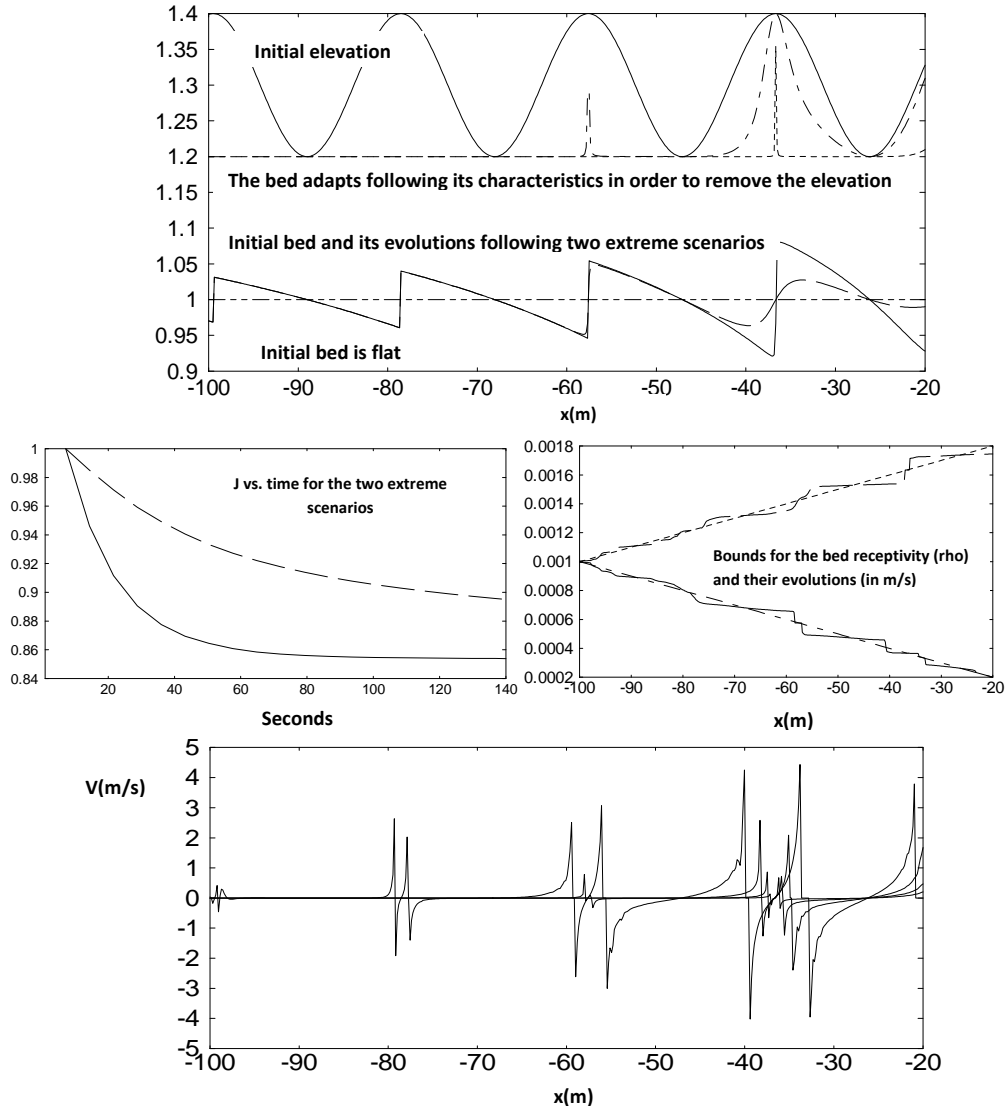 1.4
1.35
Initial elevation
1.3
1.25
1.2
The bed adapts following its characteristics in order to remove the elevation
1.15
1.1
Initial bed and its evolutions following two extreme scenarios
1.05
1
0.95
Initial bed is flat
0.9
-100 -90 -80 -70 -60 -50 -40 -30 -20
x(m)
1
0.98
0.96
0.94
0.92
0.9
0.88
0.86
0.84
J vs. time for the two extreme
scenarios
20 40 60 80 100 120 140
Seconds
0.0018
0.0016
0.0014
0.0012
0.001
0.0008
0.0006
0.0004
0.0002
Bounds for the bed receptivity (rho)
and their evolutions (in m/s)
-100 -90 -80 -70 -60 -50 -40 -30 -20
x(m)
V(m/s)
5
4
3
2
1
0
-1
-2
-3
-4
-5
-100 -90 -80 -70 -60 -50 -40 -30 -20
x(m)